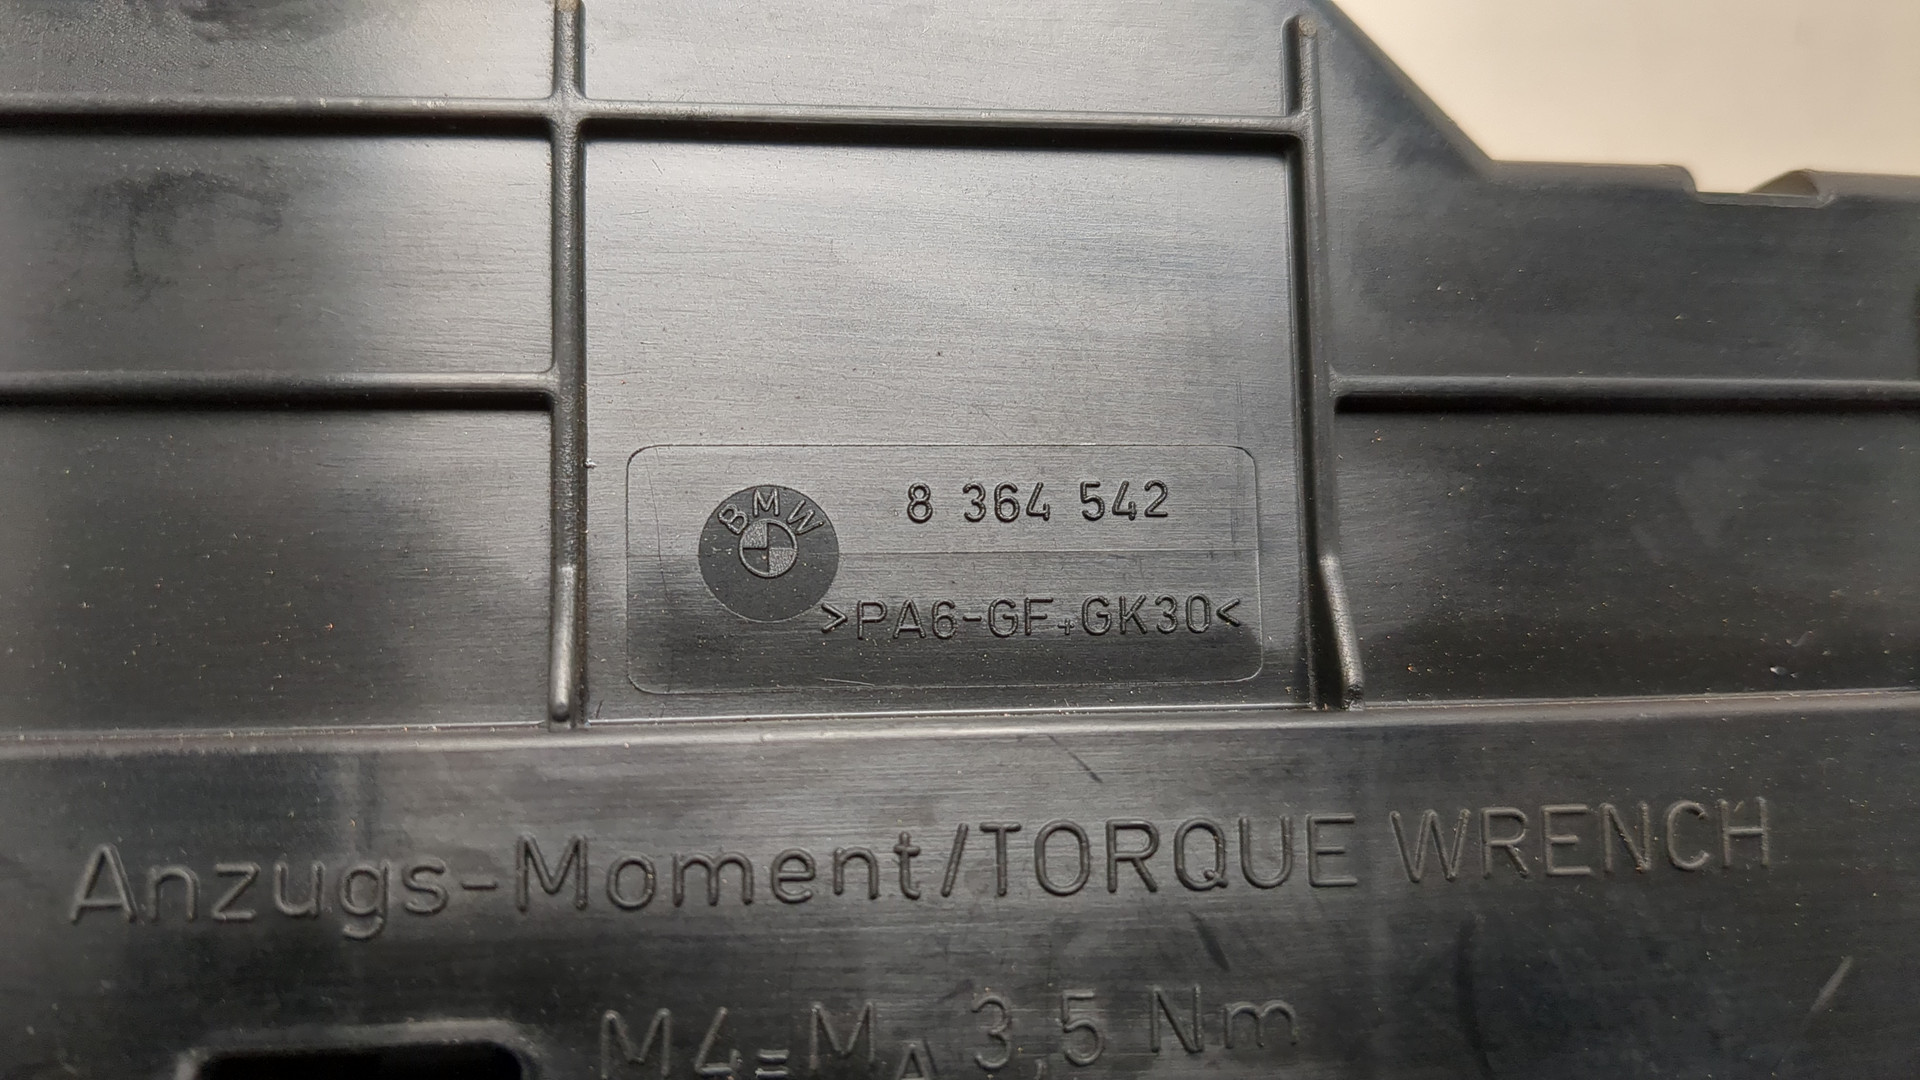 BMW
8 364 542
>PA6-GF+GK30<
Anzugs-Moment/TORQUE WRENCH
M4=MA 3,5 Nm